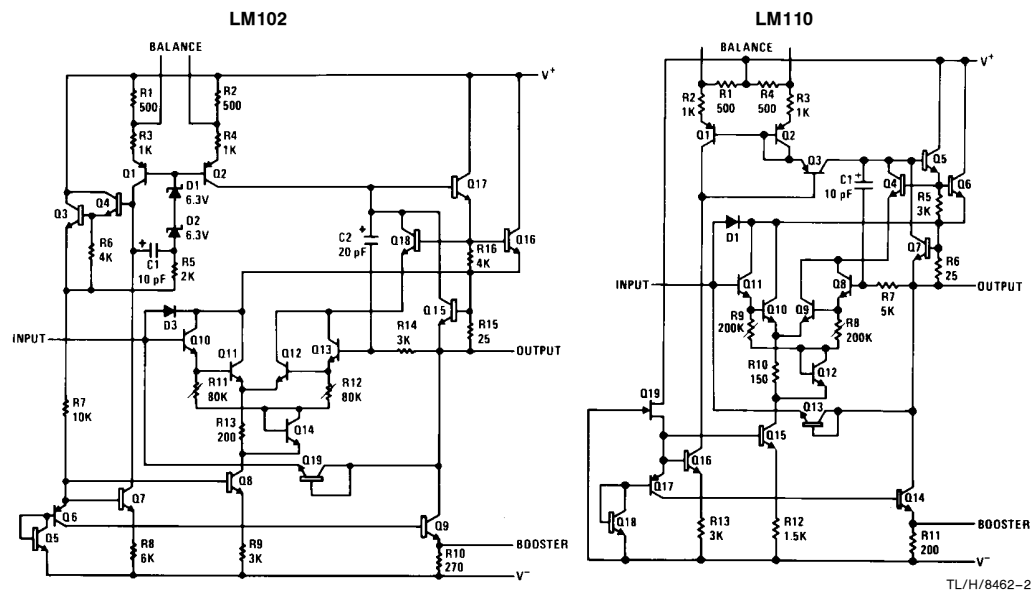 LM102
BALANCE
V+
R1
500
R2
500
R3
1K
R4
1K
Q1
Q2
D1
6.3V
Q4
Q3
Q17
D2
6.3V
R6
4K
C1
10 pF
R5
2K
C2
20 pF
Q18
R16
4K
Q16
D3
Q15
R14
3K
R15
25
INPUT
Q10
Q11
Q12
Q13
OUTPUT
R11
80K
R12
80K
R7
10K
R13
200
Q14
Q19
Q8
Q7
Q6
Q5
Q9
R8
6K
R9
3K
BOOSTER
R10
270
V−
LM110
BALANCE
V+
R1
500
R4
500
R2
1K
R3
1K
Q1
Q2
Q3
Q5
C1
10 pF
Q4
Q6
R5
3K
D1
Q7
R6
25
INPUT
Q11
Q8
OUTPUT
Q10
Q9
R7
5K
R9
200K
R8
200K
R10
150
Q12
Q19
Q13
Q15
Q16
Q17
Q14
Q18
R13
3K
R12
1.5K
BOOSTER
R11
200
V−
TL/H/8462–2